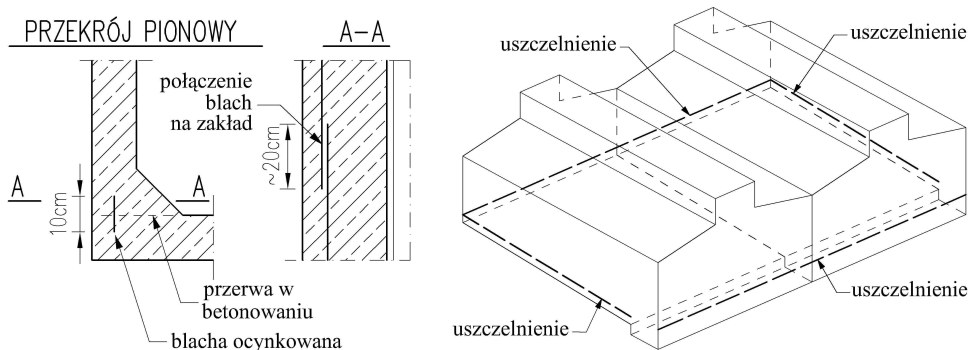 PRZEKRÓJ PIONOWY
A-A
połączenie
blach
na zakład
~20cm
A
A
10cm
przerwa w
betonowaniu
blacha ocynkowana
uszczelnienie
uszczelnienie
uszczelnienie
uszczelnienie